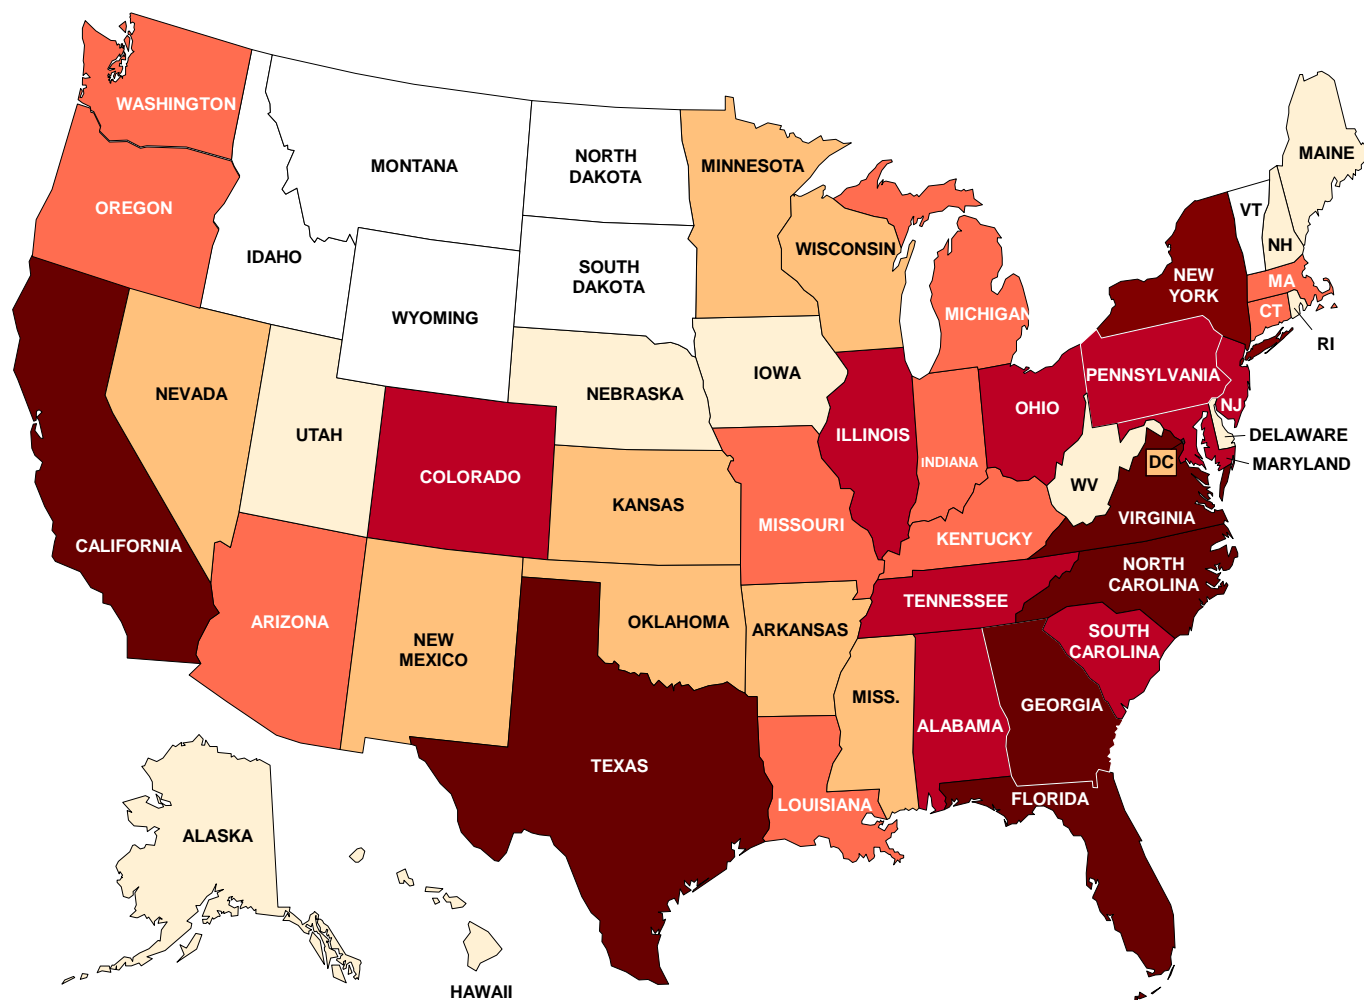 WASHINGTON
MONTANA
NORTH
DAKOTA
MINNESOTA
MAINE
OREGON
IDAHO
SOUTH
DAKOTA
WISCONSIN
VT
NH
NEW
YORK
MA
CT
RI
WYOMING
MICHIGAN
NEVADA
UTAH
NEBRASKA
IOWA
PENNSYLVANIA
OHIO
NJ
ILLINOIS
INDIANA
DELAWARE
MARYLAND
DC
WV
COLORADO
KANSAS
MISSOURI
KENTUCKY
VIRGINIA
CALIFORNIA
NORTH
CAROLINA
TENNESSEE
ARIZONA
NEW
MEXICO
OKLAHOMA
ARKANSAS
SOUTH
CAROLINA
MISS.
ALABAMA
GEORGIA
TEXAS
LOUISIANA
FLORIDA
ALASKA
HAWAII